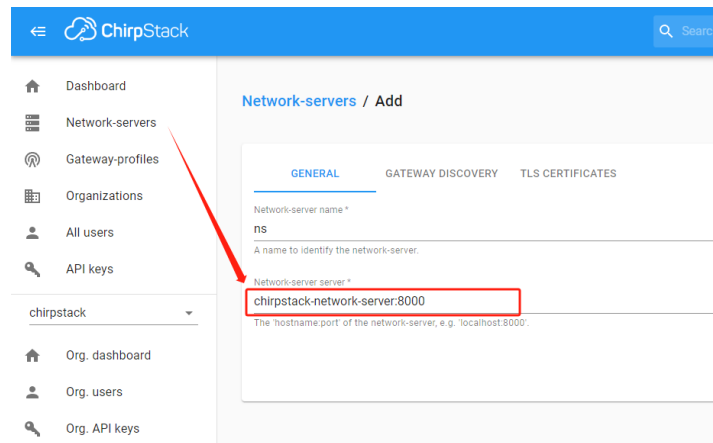 ChirpStack
Searc
Dashboard
Network-servers
Gateway-profiles
Organizations
All users
API keys
chirpstack
Org. dashboard
Org. users
Org. API keys
Network-servers / Add
GENERAL GATEWAY DISCOVERY TLS CERTIFICATES
Network-server name *
ns
A name to identify the network-server.
Network-server server *
chirpstack-network-server:8000
The 'hostname:port' of the network-server, e.g. 'localhost:8000'.